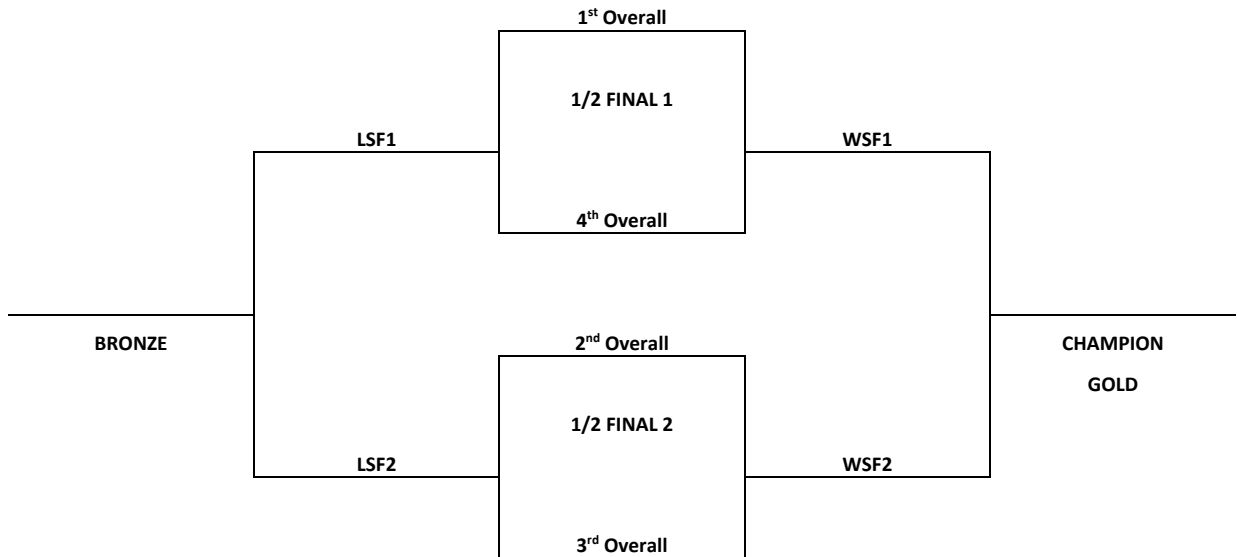 1st Overall
1/2 FINAL 1
LSF1
WSF1
4th Overall
BRONZE
2nd Overall
CHAMPION
GOLD
1/2 FINAL 2
LSF2
WSF2
3rd Overall